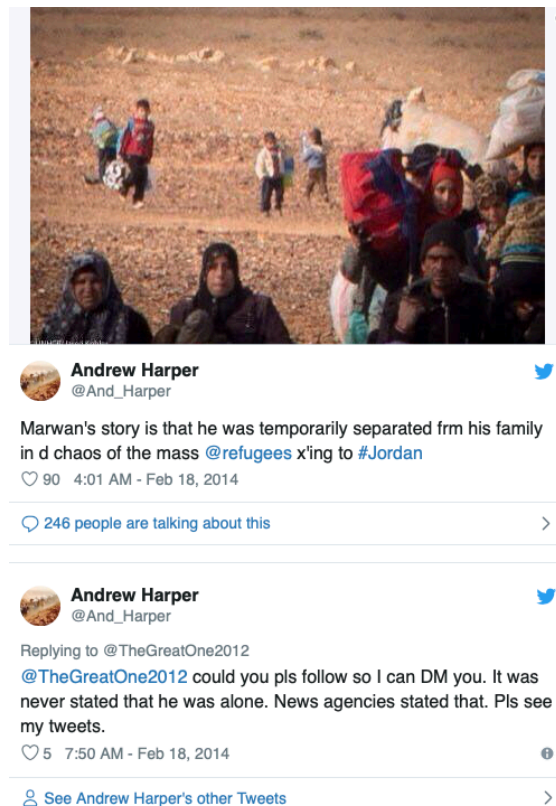 Andrew Harper
@And_Harper
Marwan's story is that he was temporarily separated frm his family
in d chaos of the mass @refugees x'ing to #Jordan
90 4:01 AM - Feb 18, 2014
246 people are talking about this
Andrew Harper
@And_Harper
Replying to @TheGreatOne2012
@TheGreatOne2012 could you pls follow so I can DM you. It was
never stated that he was alone. News agencies stated that. Pls see
my tweets.
5 7:50 AM - Feb 18, 2014
See Andrew Harper's other Tweets